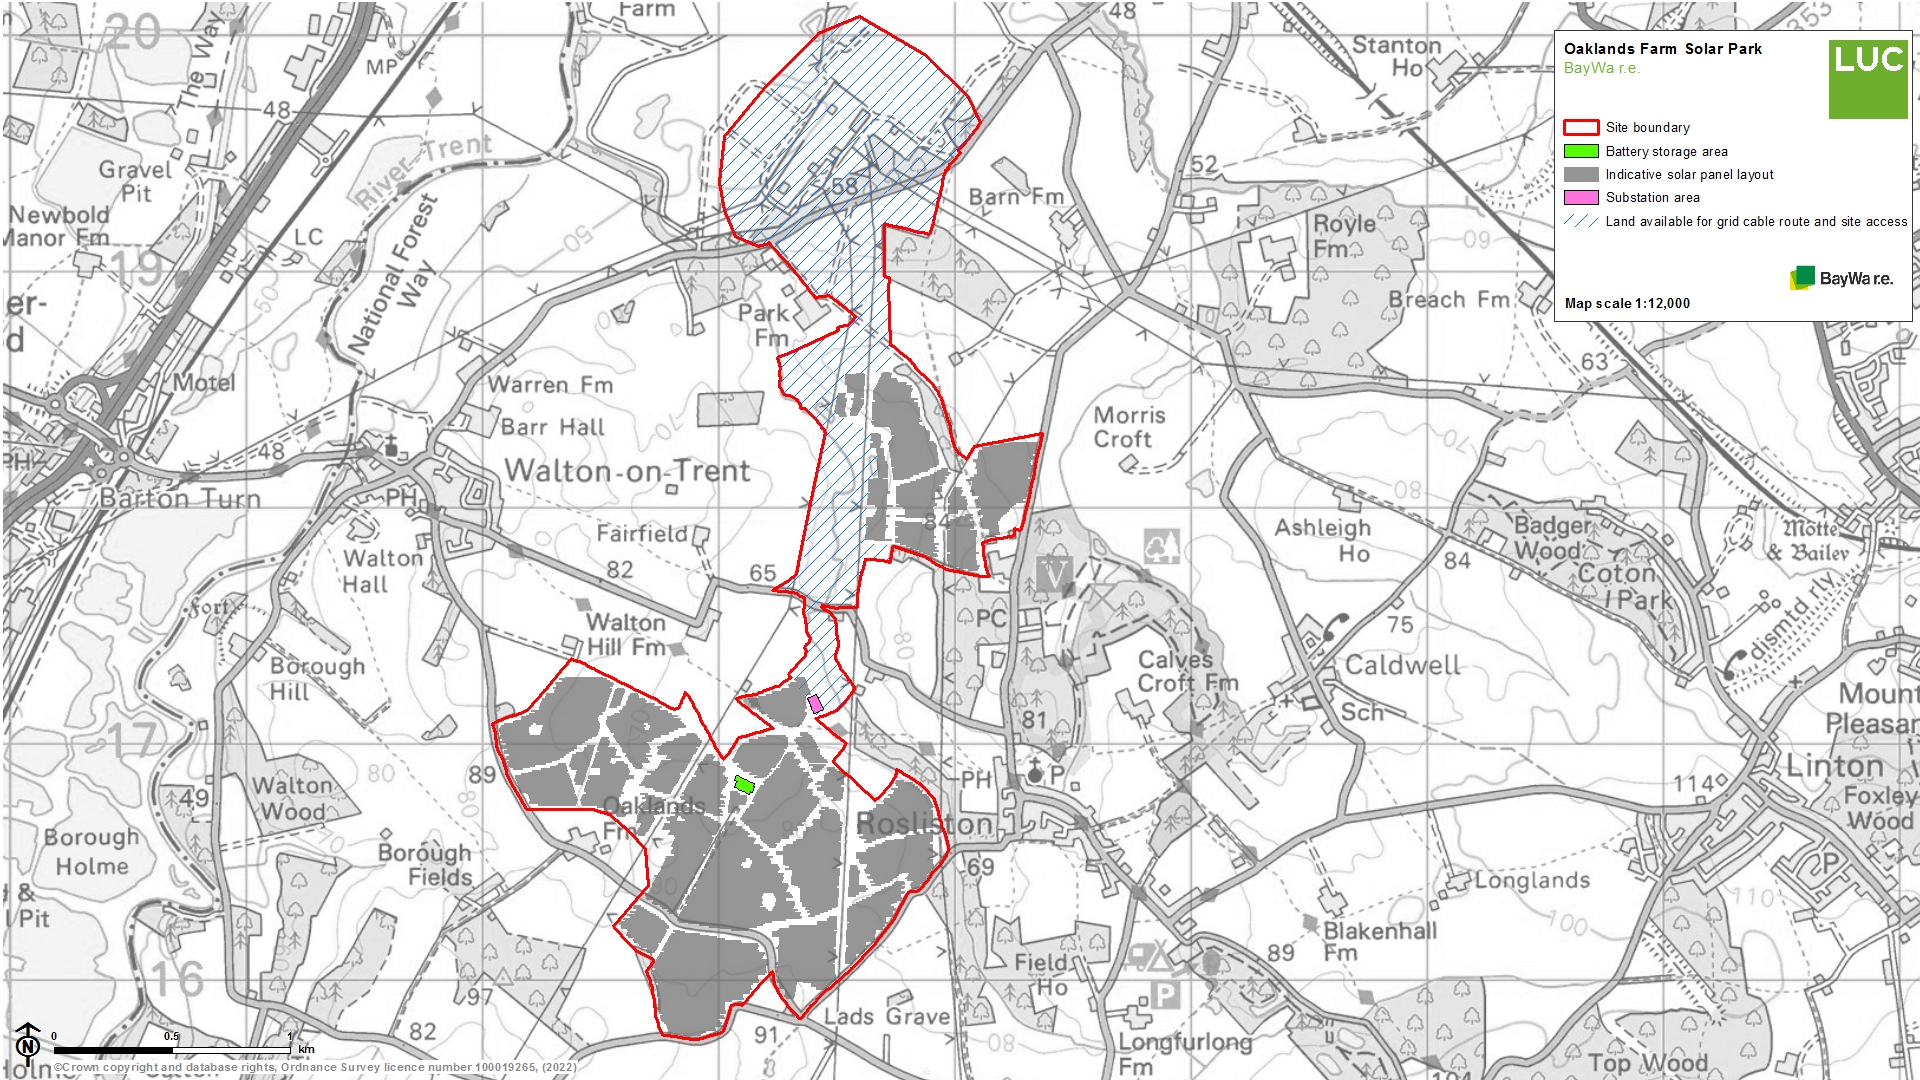 Oaklands Farm Solar Park
BayWa r.e.
LUC
Site boundary
Battery storage area
Indicative solar panel layout
Substation area
Land available for grid cable route and site access
BayWa r.e.
Map scale 1:12,000
20
The Way
MP
Farm
48
Stanton
Ho
353
48
Gravel
Pit
River Trent
Newbold
Manor Fm
LC
National Forest
Way
50
58
Barn Fm
52
Royle
Fm
19
er-
d
Park
Fm
Breach Fm
63
Motel
Warren Fm
Barr Hall
Morris
Croft
PH
48
Barton Turn
PH
Walton-on-Trent
70
84
Ashleigh
Ho
84
Badger
Wood
Coton
Park
Motte
& Bailey
Fairfield
Walton
Hall
82
65
Fort
Walton
Hill Fm
PC
80
75
dismtd rly
Borough
Hill
Calves
Croft Fm
Caldwell
Sch
Mount
Pleasan
17
80
89
81
PH
P
Linton
114
Walton
Wood
49
Oaklands
Fm
Rosliston
Foxley
Wood
Borough
Holme
Borough
Fields
90
69
Longlands
P
110
100
&
l Pit
16
97
82
Field
Ho
P
89
Blakenhall
Fm
Lads Grave
91
Longfurlong
Fm
Top Wood
104
N
0 0.5 1
km
©Crown copyright and database rights, Ordnance Survey licence number 100019265, (2022)